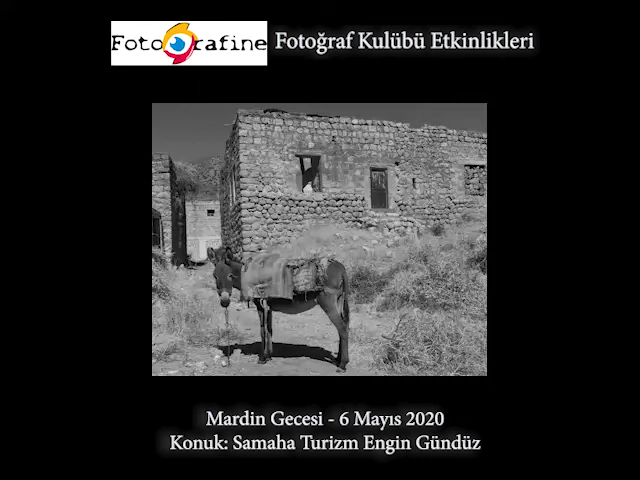 Fotografine Fotoğraf Kulübü Etkinlikleri
Mardin Gecesi - 6 Mayıs 2020
Konuk: Samaha Turizm Engin Gündüz